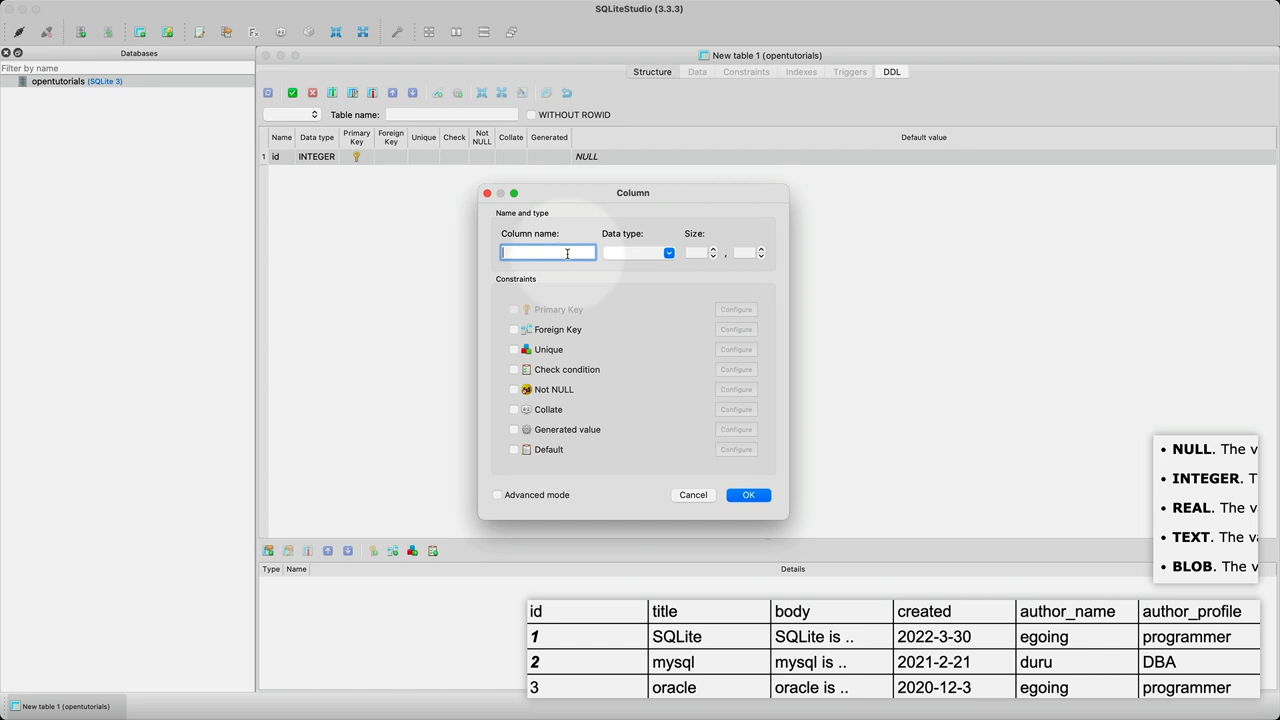 SQLiteStudio (3.3.3)
Databases
New table 1 (opentutorials)
Filter by name
Structure Data Constraints Indexes Triggers DDL
opentutorials (SQLite 3)
Table name: WITHOUT ROWID
Name Data type Primary Key Foreign Key Unique Check Not NULL Collate Generated Default value
1 id INTEGER NULL
Column
Name and type
Column name: Data type: Size:
,
Constraints
Primary Key Configure
Foreign Key Configure
Unique Configure
Check condition Configure
Not NULL Configure
Collate Configure
Generated value Configure
Default Configure
Advanced mode Cancel OK
• NULL. The v
• INTEGER. T
• REAL. The v
• TEXT. The va
• BLOB. The v
Type Name Details
id title body created author_name author_profile
1 SQLite SQLite is .. 2022-3-30 egoing programmer
2 mysql mysql is .. 2021-2-21 duru DBA
3 oracle oracle is .. 2020-12-3 egoing programmer
New table 1 (opentutorials)